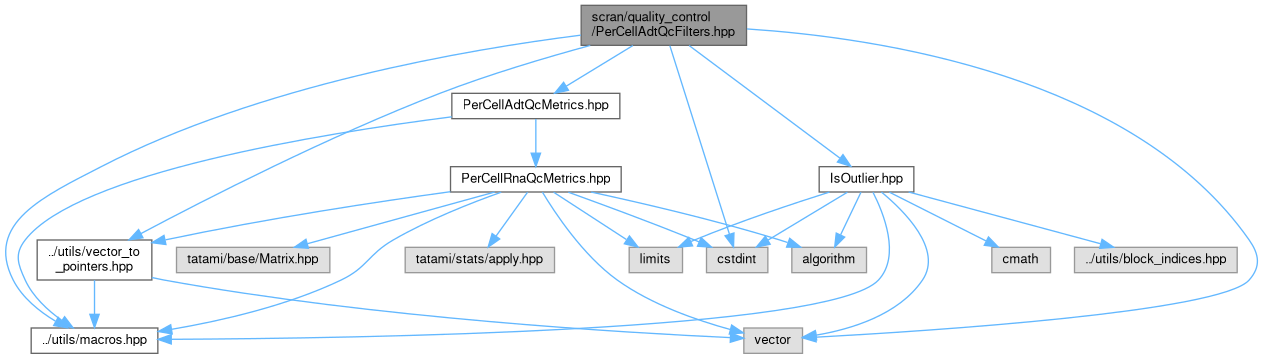 scran/quality_control
/PerCellAdtQcFilters.hpp
PerCellAdtQcMetrics.hpp
PerCellRnaQcMetrics.hpp
IsOutlier.hpp
../utils/vector_to
_pointers.hpp
tatami/base/Matrix.hpp
tatami/stats/apply.hpp
limits
cstdint
algorithm
cmath
../utils/block_indices.hpp
../utils/macros.hpp
vector